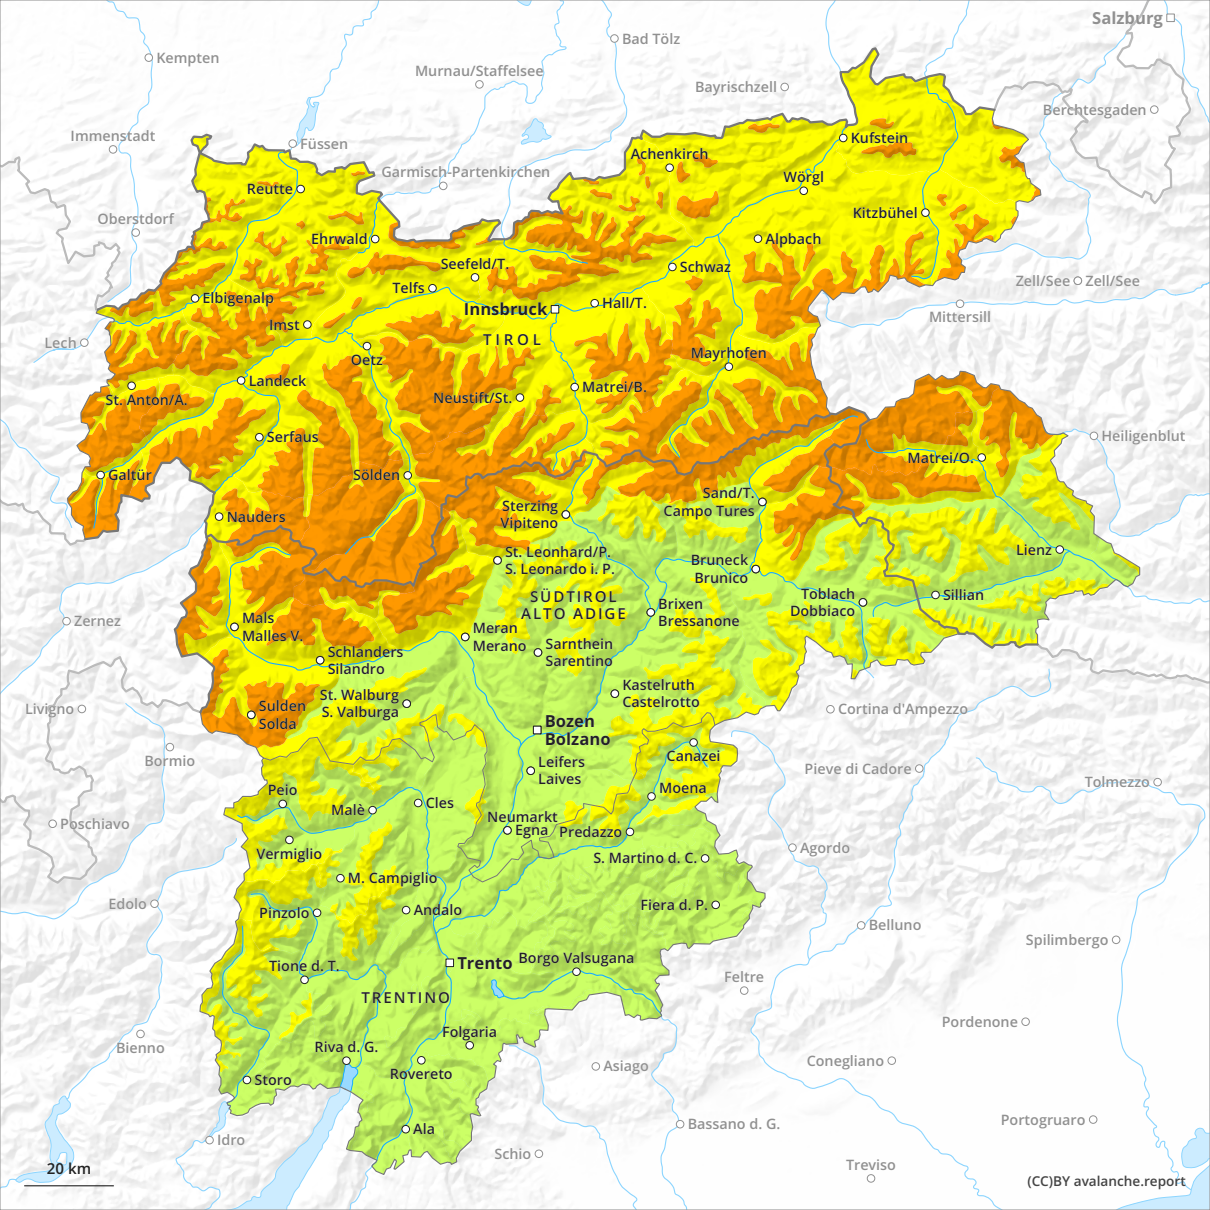 Salzburg
Kempten
Bad Tölz
Murnau/Staffelsee
Bayrischzell
Berchtesgaden
Immenstadt
Füssen
Kufstein
Achenkirch
Garmisch-Partenkirchen
Reutte
Wörgl
Oberstdorf
Kitzbühel
Ehrwald
Alpbach
Seefeld/T.
Schwaz
Zell/See
Zell/See
Telfs
Elbigenalp
Innsbruck
Hall/T.
Mittersill
Imst
TIROL
Lech
Oetz
Mayrhofen
Landeck
Matrei/B.
St. Anton/A.
Neustift/St.
Serfaus
Heiligenblut
Matrei/O.
Galtür
Sölden
Sand/T.
Campo Tures
Sterzing
Vipiteno
Nauders
St. Leonhard/P.
S. Leonardo i. P.
Lienz
Bruneck
Brunico
SÜDTIROL
ALTO ADIGE
Toblach
Dobbiaco
Sillian
Brixen
Bressanone
Zernez
Mals
Malles V.
Meran
Merano
Sarnthein
Sarentino
Schlanders
Silandro
Kastelruth
Castelrotto
St. Walburg
S. Valburga
Livigno
Sulden
Solda
Cortina d'Ampezzo
Bozen
Bolzano
Bormio
Canazei
Leifers
Laives
Pieve di Cadore
Tolmezzo
Peio
Moena
Malè
Cles
Neumarkt
Egna
Poschiavo
Predazzo
Vermiglio
Agordo
S. Martino d. C.
M. Campiglio
Edolo
Pinzolo
Andalo
Fiera d. P.
Belluno
Spilimbergo
Trento
Borgo Valsugana
Tione d. T.
Feltre
TRENTINO
Pordenone
Folgaria
Bienno
Riva d. G.
Conegliano
Asiago
Rovereto
Storo
Portogruaro
Bassano d. G.
Ala
Idro
Schio
Treviso
20 km
(CC)BY avalanche.report